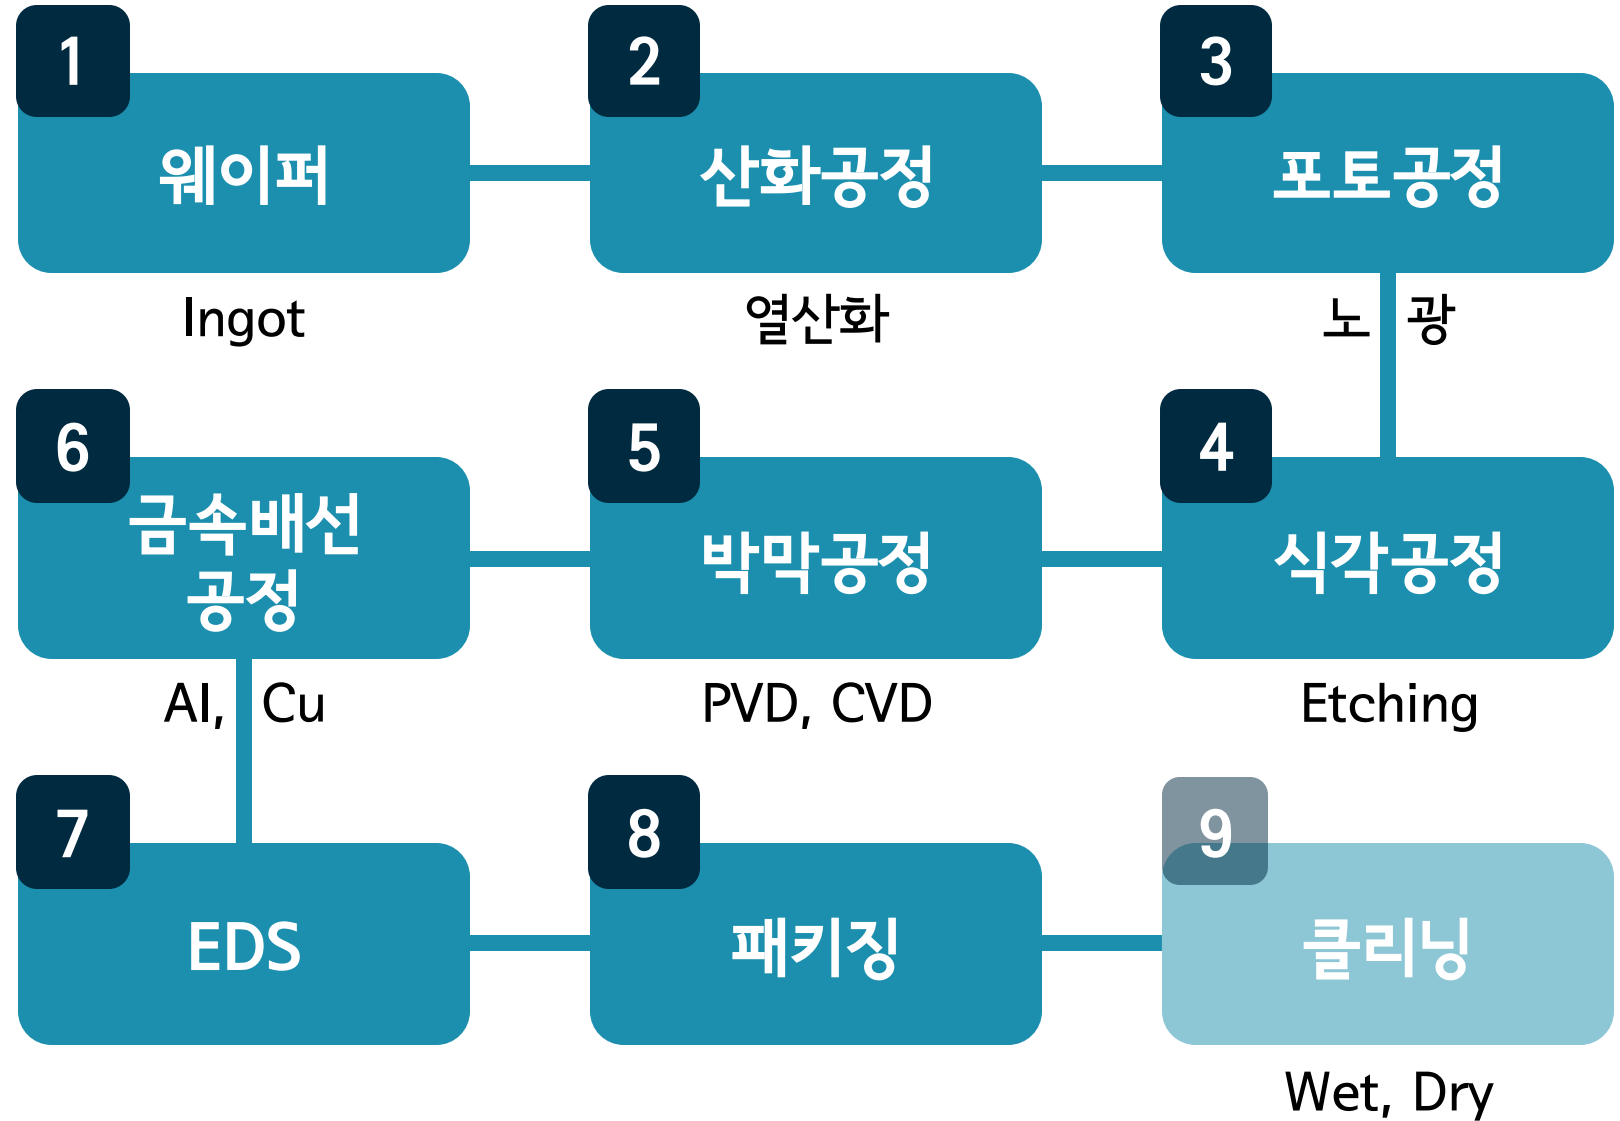 1
웨이퍼
Ingot
2
산화공정
열산화
3
포토공정
노 광
4
식각공정
Etching
5
박막공정
PVD, CVD
6
금속배선
공정
Al, Cu
7
EDS
8
패키징
9
클리닝
Wet, Dry